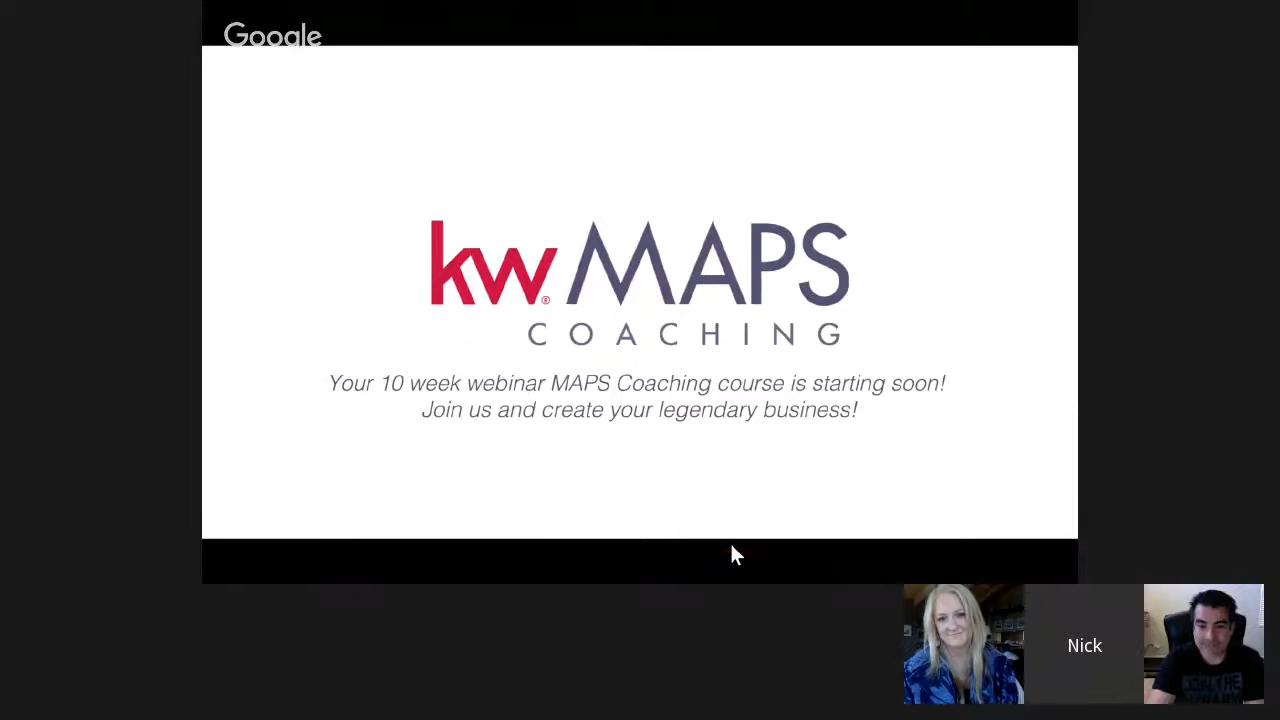 Google
kw® MAPS
COACHING
Your 10 week webinar MAPS Coaching course is starting soon!
Join us and create your legendary business!
Nick